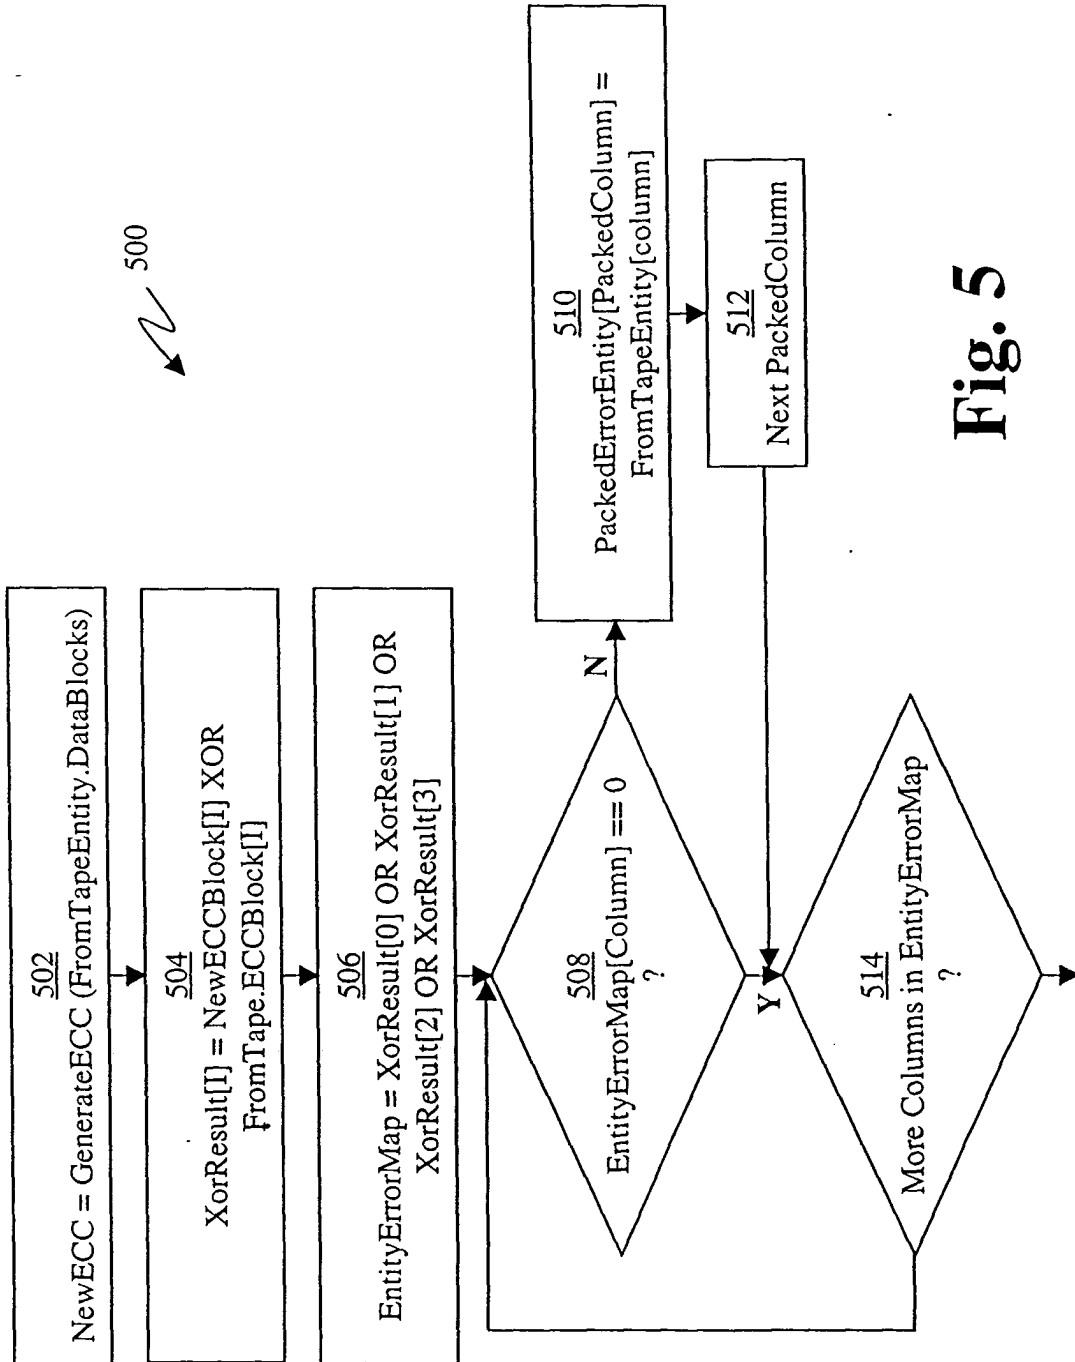 500
502
NewECC = GenerateECC (FromTapeEntity.DataBlocks)
504
XorResult[I] = NewECCBlock[I] XOR
FromTape.ECCBlock[I]
506
EntityErrorMap = XorResult[0] OR XorResult[1] OR
XorResult[2] OR XorResult[3]
508
EntityErrorMap[Column] == 0
?
N
Y
510
PackedErrorEntity[PackedColumn] =
FromTapeEntity[column]
512
Next PackedColumn
514
More Columns in EntityErrorMap
?
Fig. 5